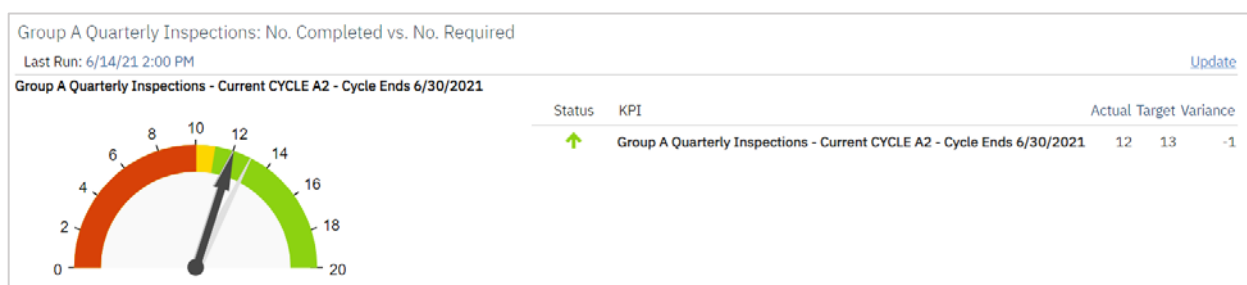 Group A Quarterly Inspections: No. Completed vs. No. Required
Last Run: 6/14/21 2:00 PM
Update
Group A Quarterly Inspections - Current CYCLE A2 - Cycle Ends 6/30/2021
0
2
4
6
8
10
12
14
16
18
20
Status KPI Actual Target Variance
Group A Quarterly Inspections - Current CYCLE A2 - Cycle Ends 6/30/2021 12 13 -1